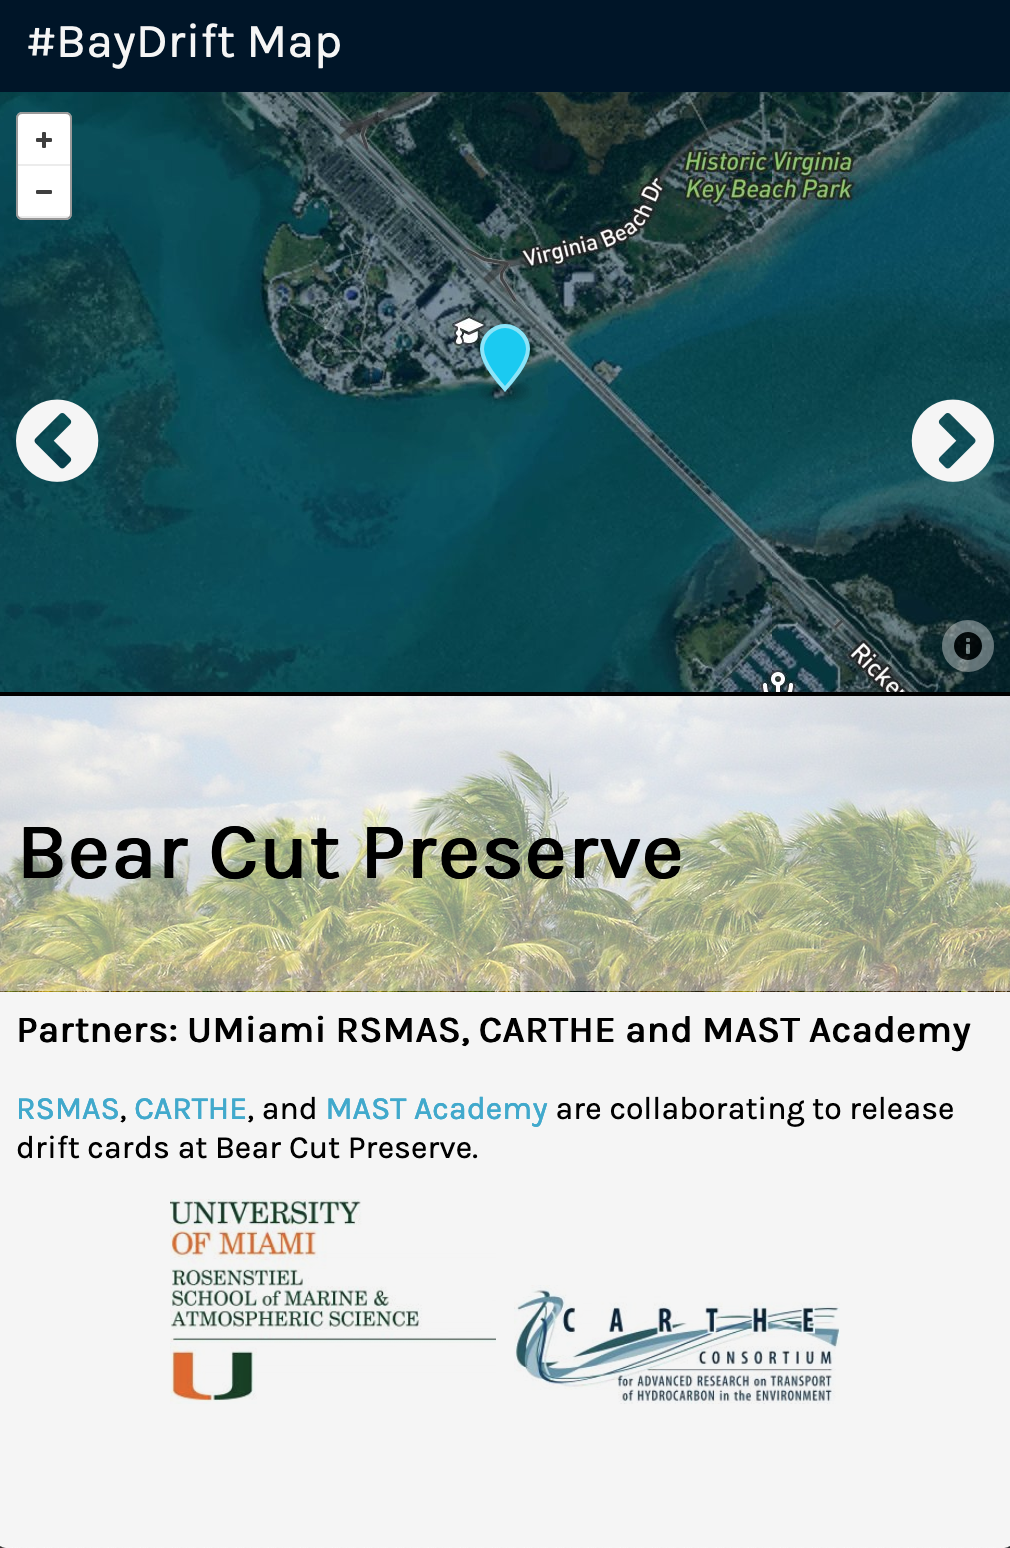 #BayDrift Map
+
Historic Virginia
Key Beach Park
Virginia Beach Dr
−
Ricke
Bear Cut Preserve
Partners: UMiami RSMAS, CARTHE and MAST Academy
RSMAS, CARTHE, and MAST Academy are collaborating to release
drift cards at Bear Cut Preserve.
UNIVERSITY
OF MIAMI
ROSENSTIEL
SCHOOL of MARINE &
ATMOSPHERIC SCIENCE
U
CARTHE
CONSORTIUM
for ADVANCED RESEARCH on TRANSPORT
of HYDROCARBON in the ENVIRONMENT